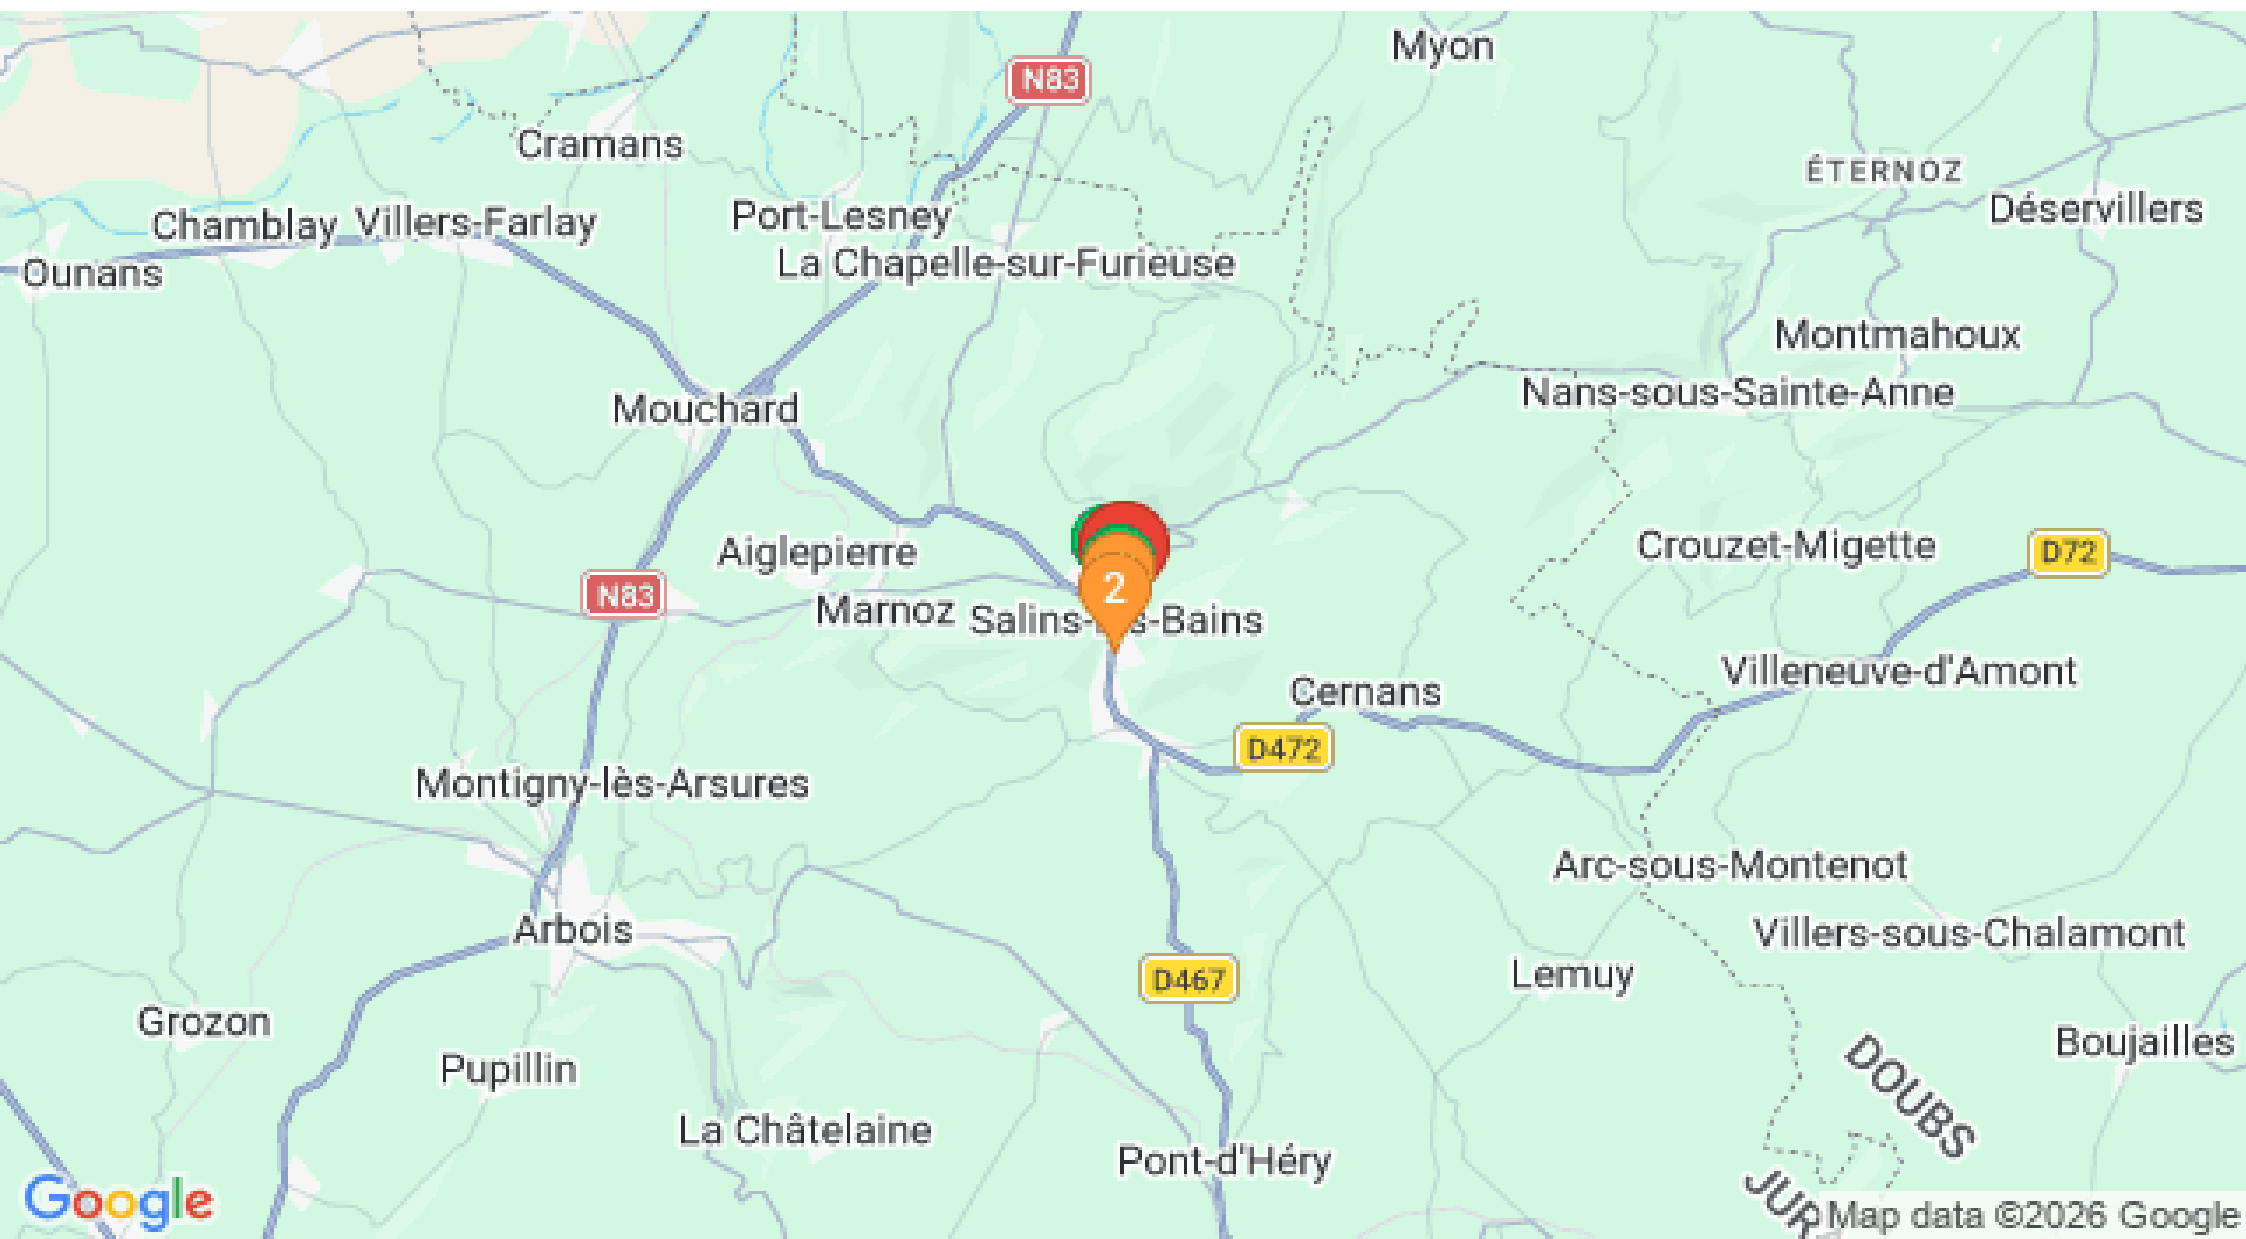 Myon
N83
Cramans
ÉTERNOZ
Déservillers
Port-Lesney
Chamblay
Villers-Farlay
La Chapelle-sur-Furieuse
Ounans
Montmahoux
Nans-sous-Sainte-Anne
Mouchard
Aiglepierre
Crouzet-Migette
D72
N83
2
Marnoz
Salins-les-Bains
Villeneuve-d'Amont
Cernans
D472
Montigny-lès-Arsures
Arc-sous-Montenot
Arbois
Villers-sous-Chalamont
D467
Lemuy
Grozon
Boujailles
Pupillin
DOUBS
La Châtelaine
Pont-d'Héry
JUR
Google
Map data ©2026 Google